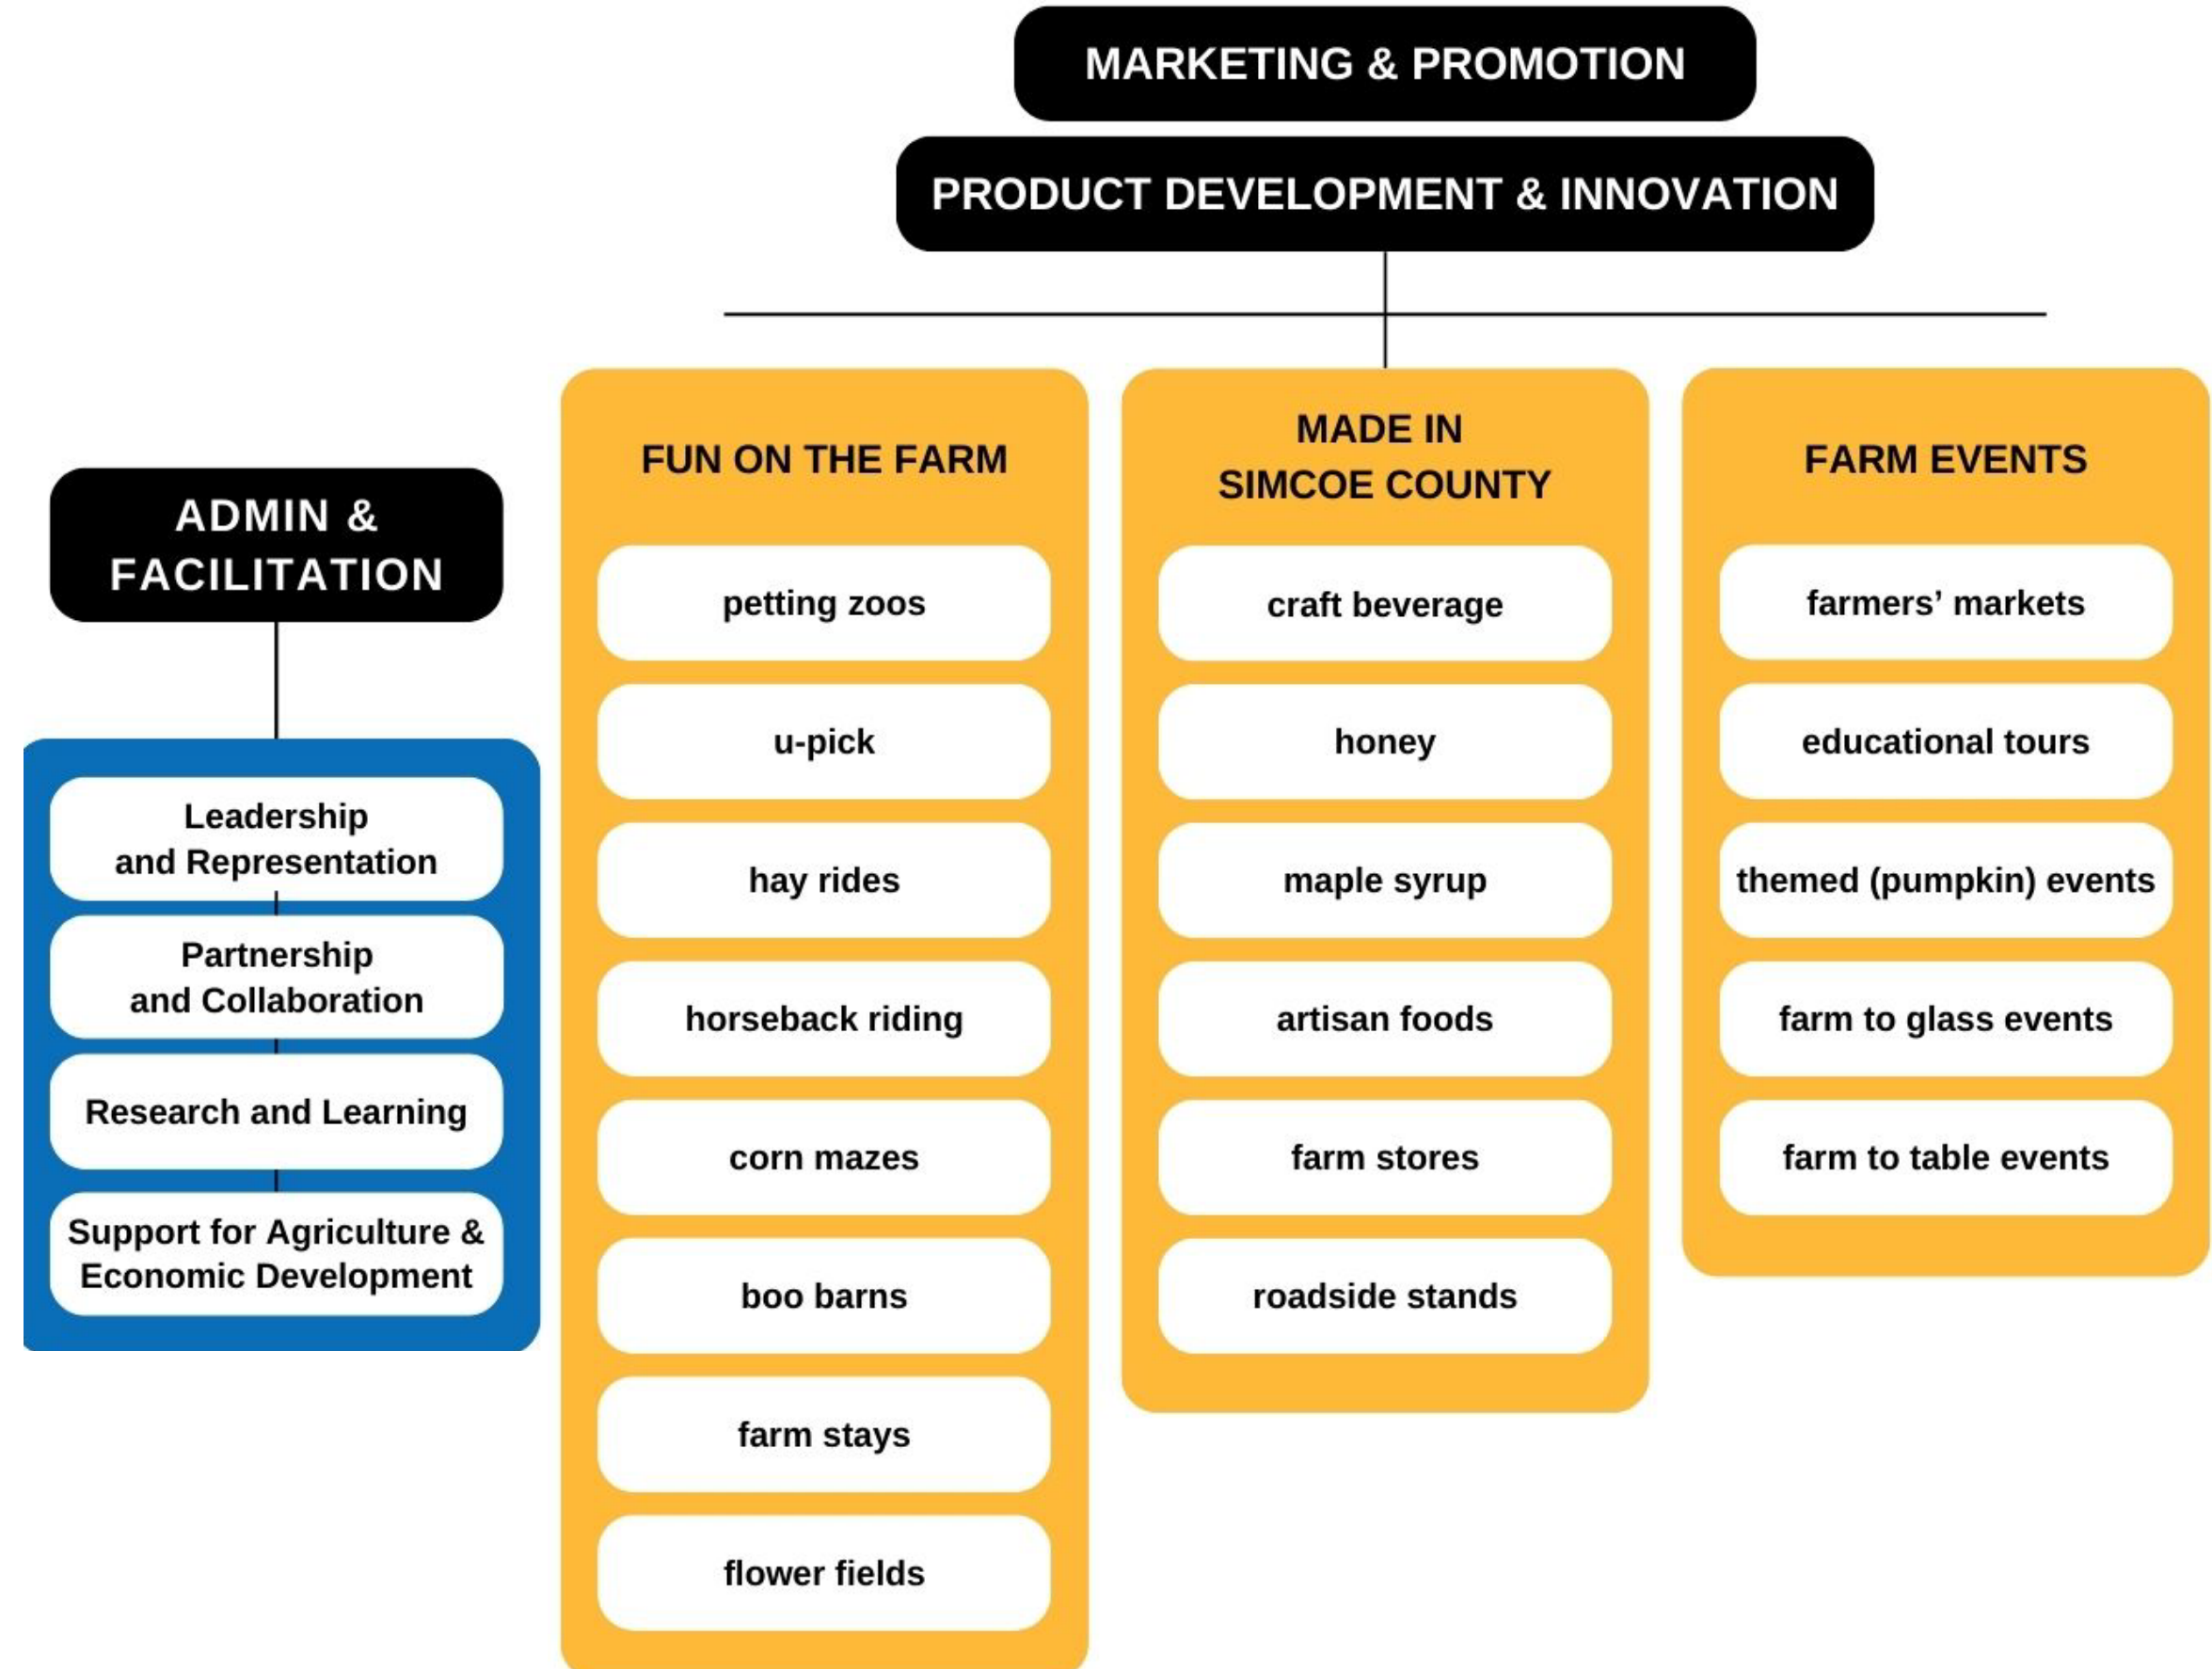 MARKETING & PROMOTION
PRODUCT DEVELOPMENT & INNOVATION
ADMIN &
FACILITATION
Leadership
and Representation
Partnership
and Collaboration
Research and Learning
Support for Agriculture &
Economic Development
FUN ON THE FARM
petting zoos
u-pick
hay rides
horseback riding
corn mazes
boo barns
farm stays
flower fields
MADE IN
SIMCOE COUNTY
craft beverage
honey
maple syrup
artisan foods
farm stores
roadside stands
FARM EVENTS
farmers’ markets
educational tours
themed (pumpkin) events
farm to glass events
farm to table events